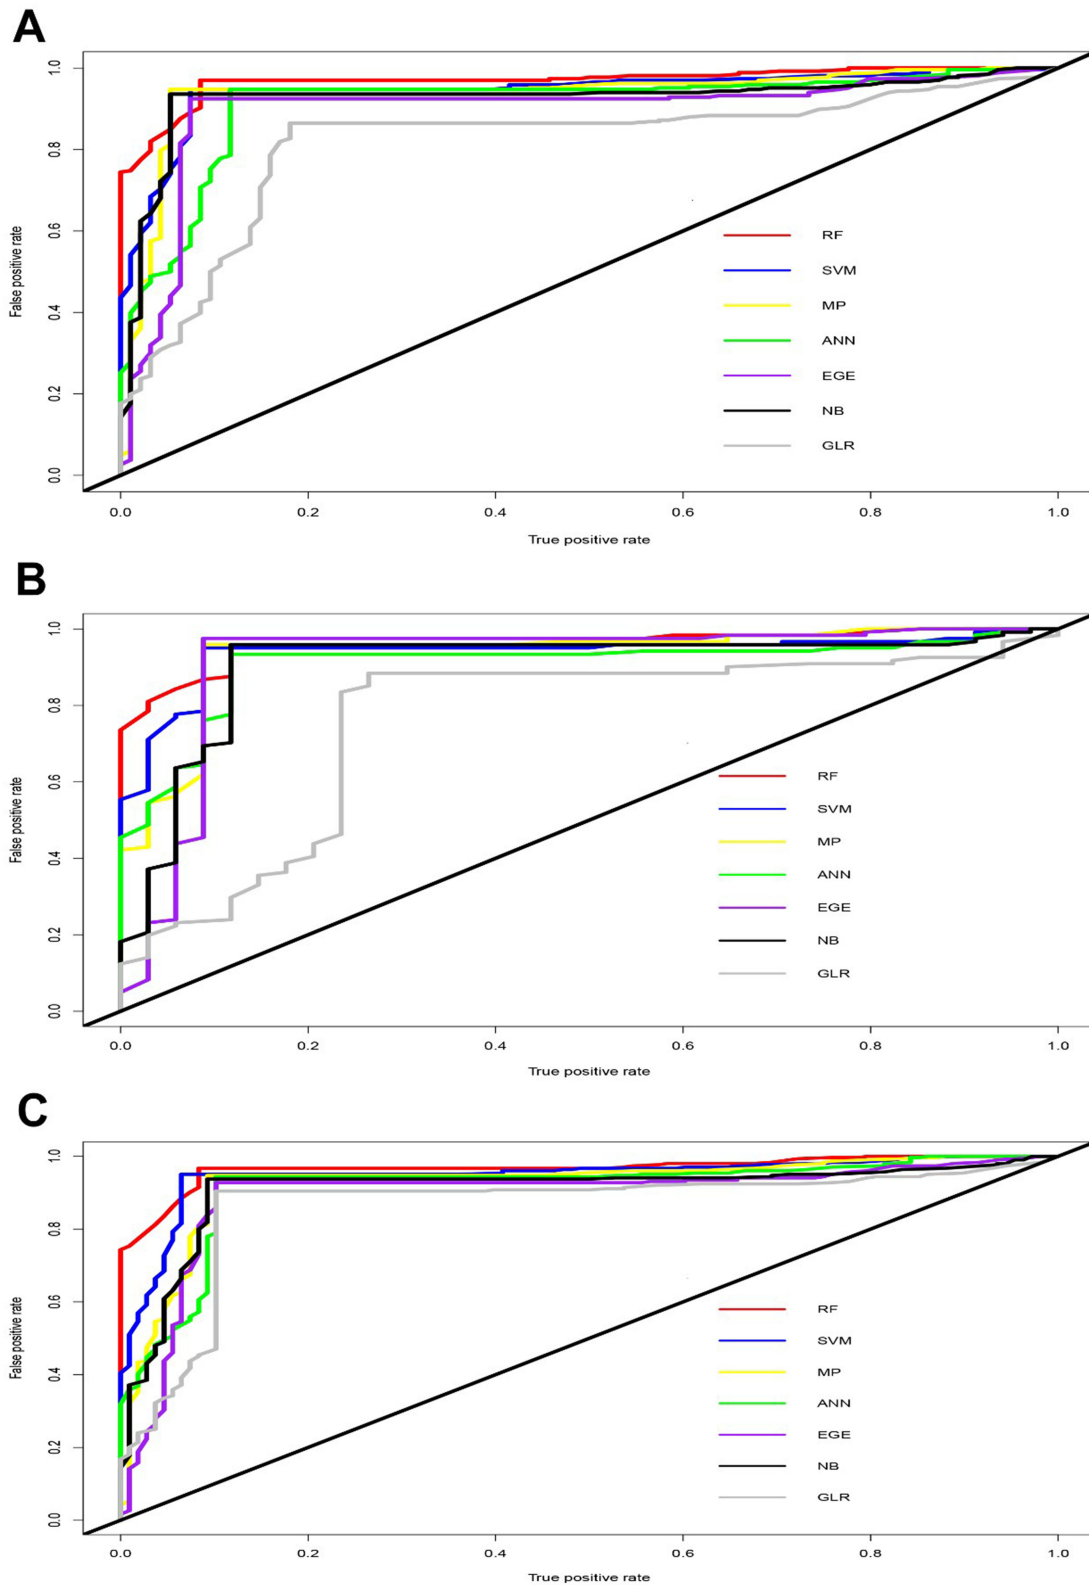 A
1.0
0.8
0.6
0.4
0.2
0.0
False positive rate
RF
SVM
MP
ANN
EGE
NB
GLR
0.0 0.2 0.4 0.6 0.8 1.0
True positive rate
B
1.0
0.8
0.6
0.4
0.2
0.0
False positive rate
RF
SVM
MP
ANN
EGE
NB
GLR
0.0 0.2 0.4 0.6 0.8 1.0
True positive rate
C
1.0
0.8
0.6
0.4
0.2
0.0
False positive rate
RF
SVM
MP
ANN
EGE
NB
GLR
0.0 0.2 0.4 0.6 0.8 1.0
True positive rate